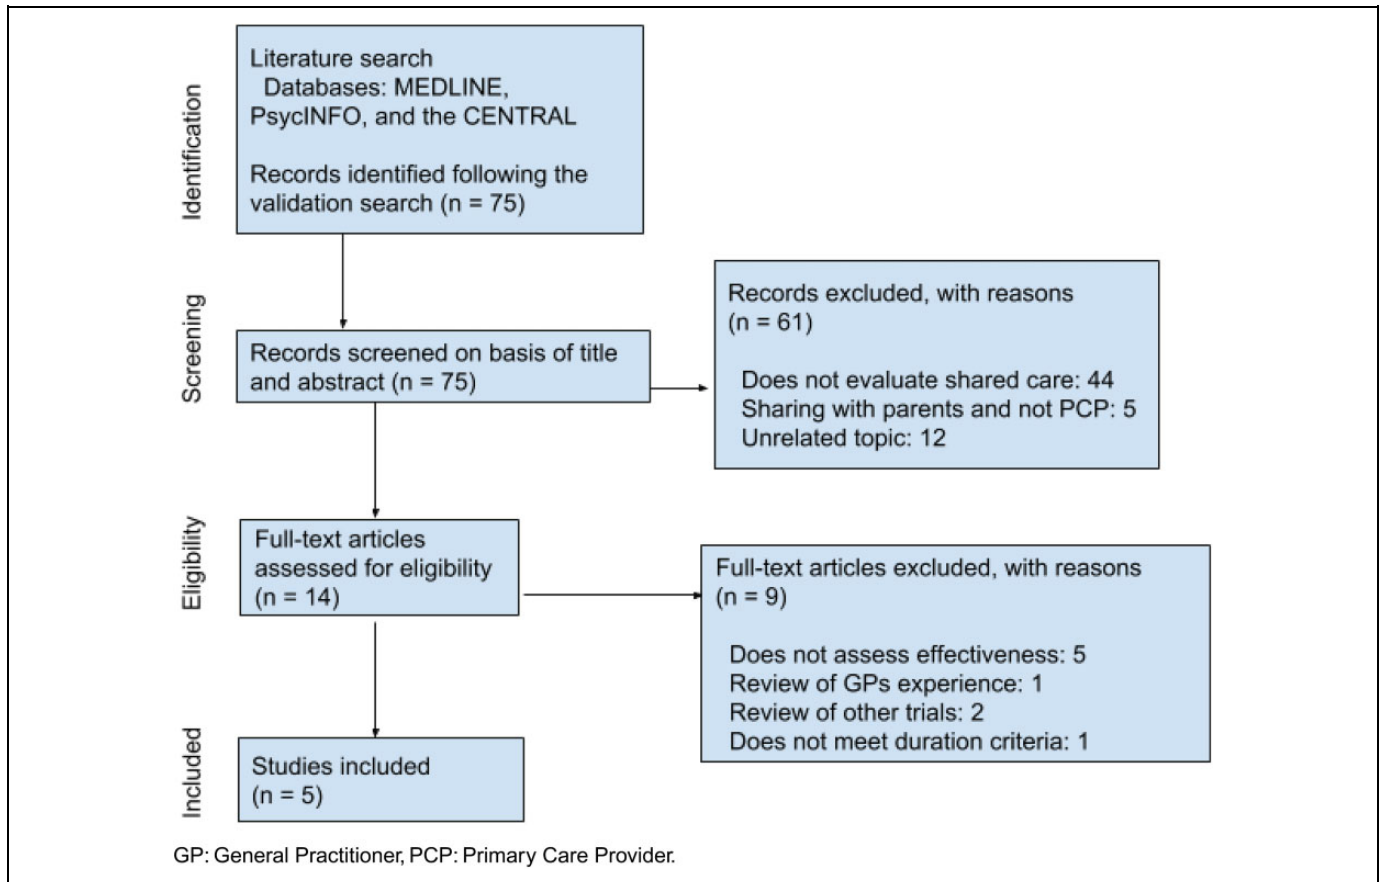 Identification
Literature search
Databases: MEDLINE,
PsycINFO, and the CENTRAL
Records identified following the
validation search (n = 75)
Screening
Records screened on basis of title
and abstract (n = 75)
Records excluded, with reasons
(n = 61)
Does not evaluate shared care: 44
Sharing with parents and not PCP: 5
Unrelated topic: 12
Eligibility
Full-text articles
assessed for eligibility
(n = 14)
Full-text articles excluded, with reasons
(n = 9)
Does not assess effectiveness: 5
Review of GPs experience: 1
Review of other trials: 2
Does not meet duration criteria: 1
Included
Studies included
(n = 5)
GP: General Practitioner, PCP: Primary Care Provider.